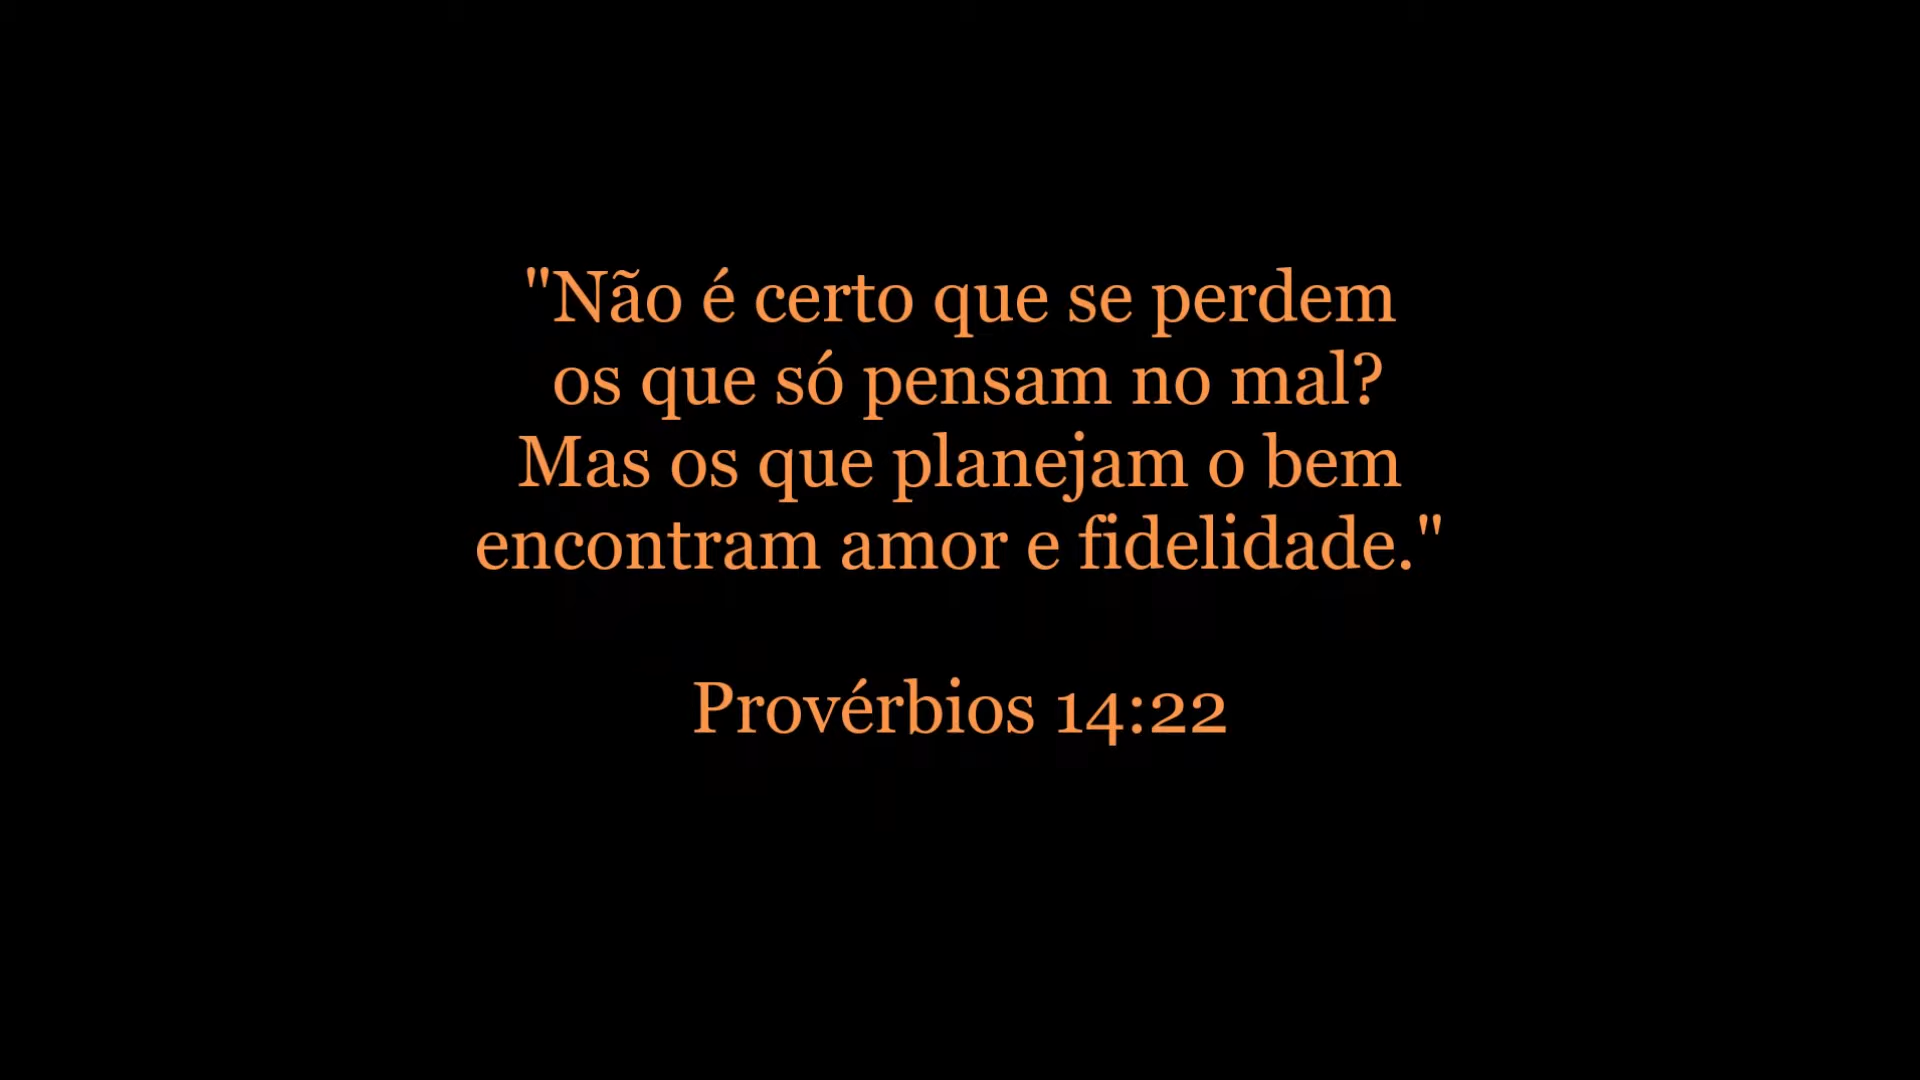 "Não é certo que se perdem
os que só pensam no mal?
Mas os que planejam o bem
encontram amor e fidelidade."
Provérbios 14:22